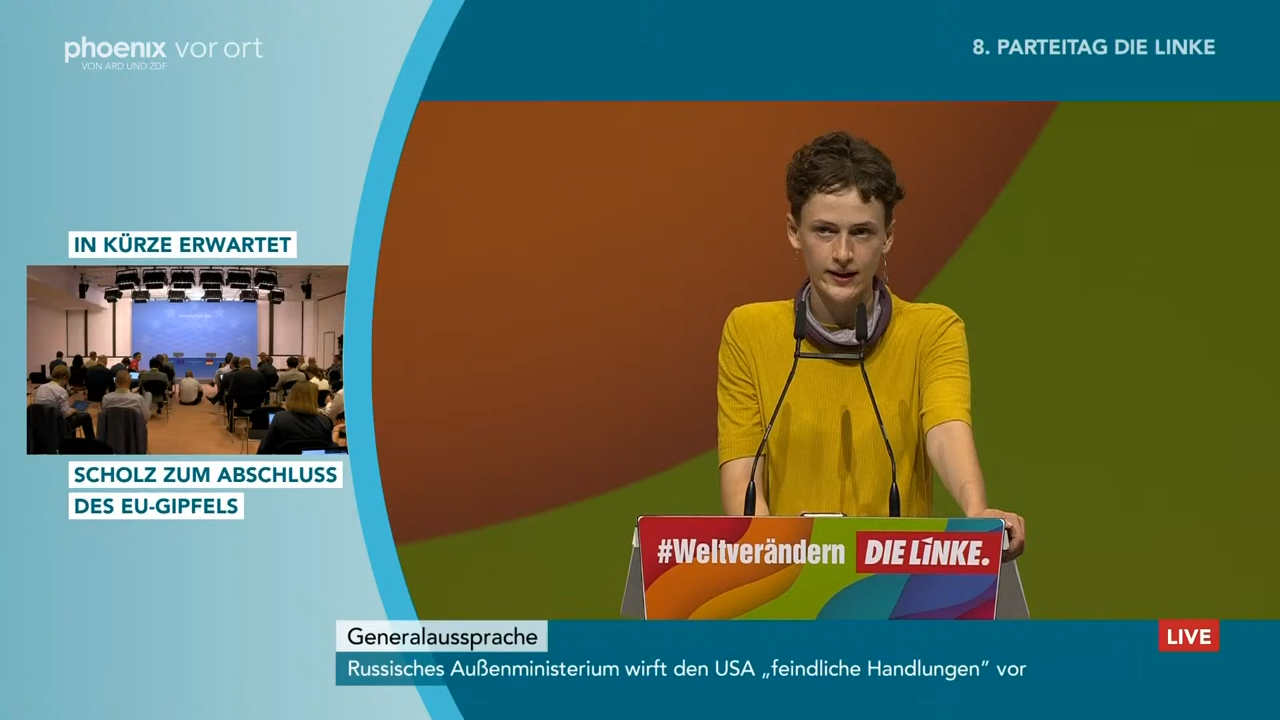 phoenix vor ort
VON ARD UND ZDF
8. PARTEITAG DIE LINKE
IN KÜRZE ERWARTET
SCHOLZ ZUM ABSCHLUSS
DES EU-GIPFELS
#Weltverändern DIE LINKE.
Generalaussprache
LIVE
Russisches Außenministerium wirft den USA „feindliche Handlungen“ vor